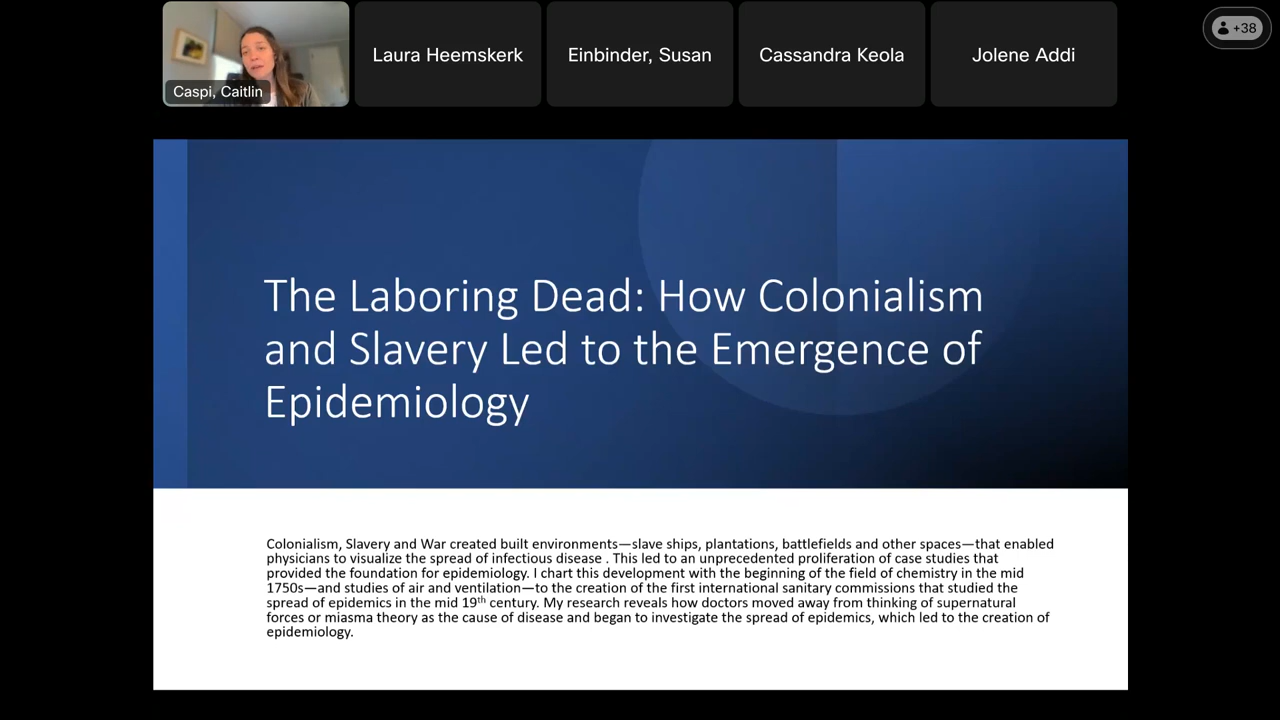 +38
Laura Heemskerk
Einbinder, Susan
Cassandra Keola
Jolene Addi
Caspi, Caitlin
The Laboring Dead: How Colonialism
and Slavery Led to the Emergence of
Epidemiology
Colonialism, Slavery and War created built environments—slave ships, plantations, battlefields and other spaces—that enabled
physicians to visualize the spread of infectious disease . This led to an unprecedented proliferation of case studies that
provided the foundation for epidemiology. I chart this development with the beginning of the field of chemistry in the mid
1750s—and studies of air and ventilation—to the creation of the first international sanitary commissions that studied the
spread of epidemics in the mid 19th century. My research reveals how doctors moved away from thinking of supernatural
forces or miasma theory as the cause of disease and began to investigate the spread of epidemics, which led to the creation of
epidemiology.